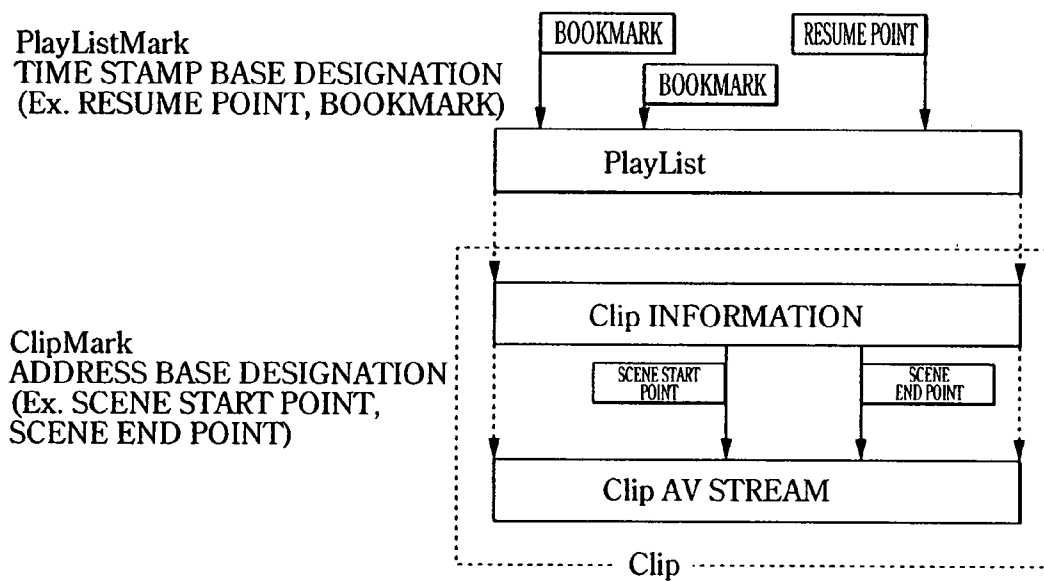 PlayListMark
TIME STAMP BASE DESIGNATION
(Ex. RESUME POINT, BOOKMARK)
BOOKMARK
RESUME POINT
BOOKMARK
PlayList
Clip INFORMATION
ClipMark
ADDRESS BASE DESIGNATION
(Ex. SCENE START POINT,
SCENE END POINT)
SCENE START
POINT
SCENE
END POINT
Clip AV STREAM
Clip